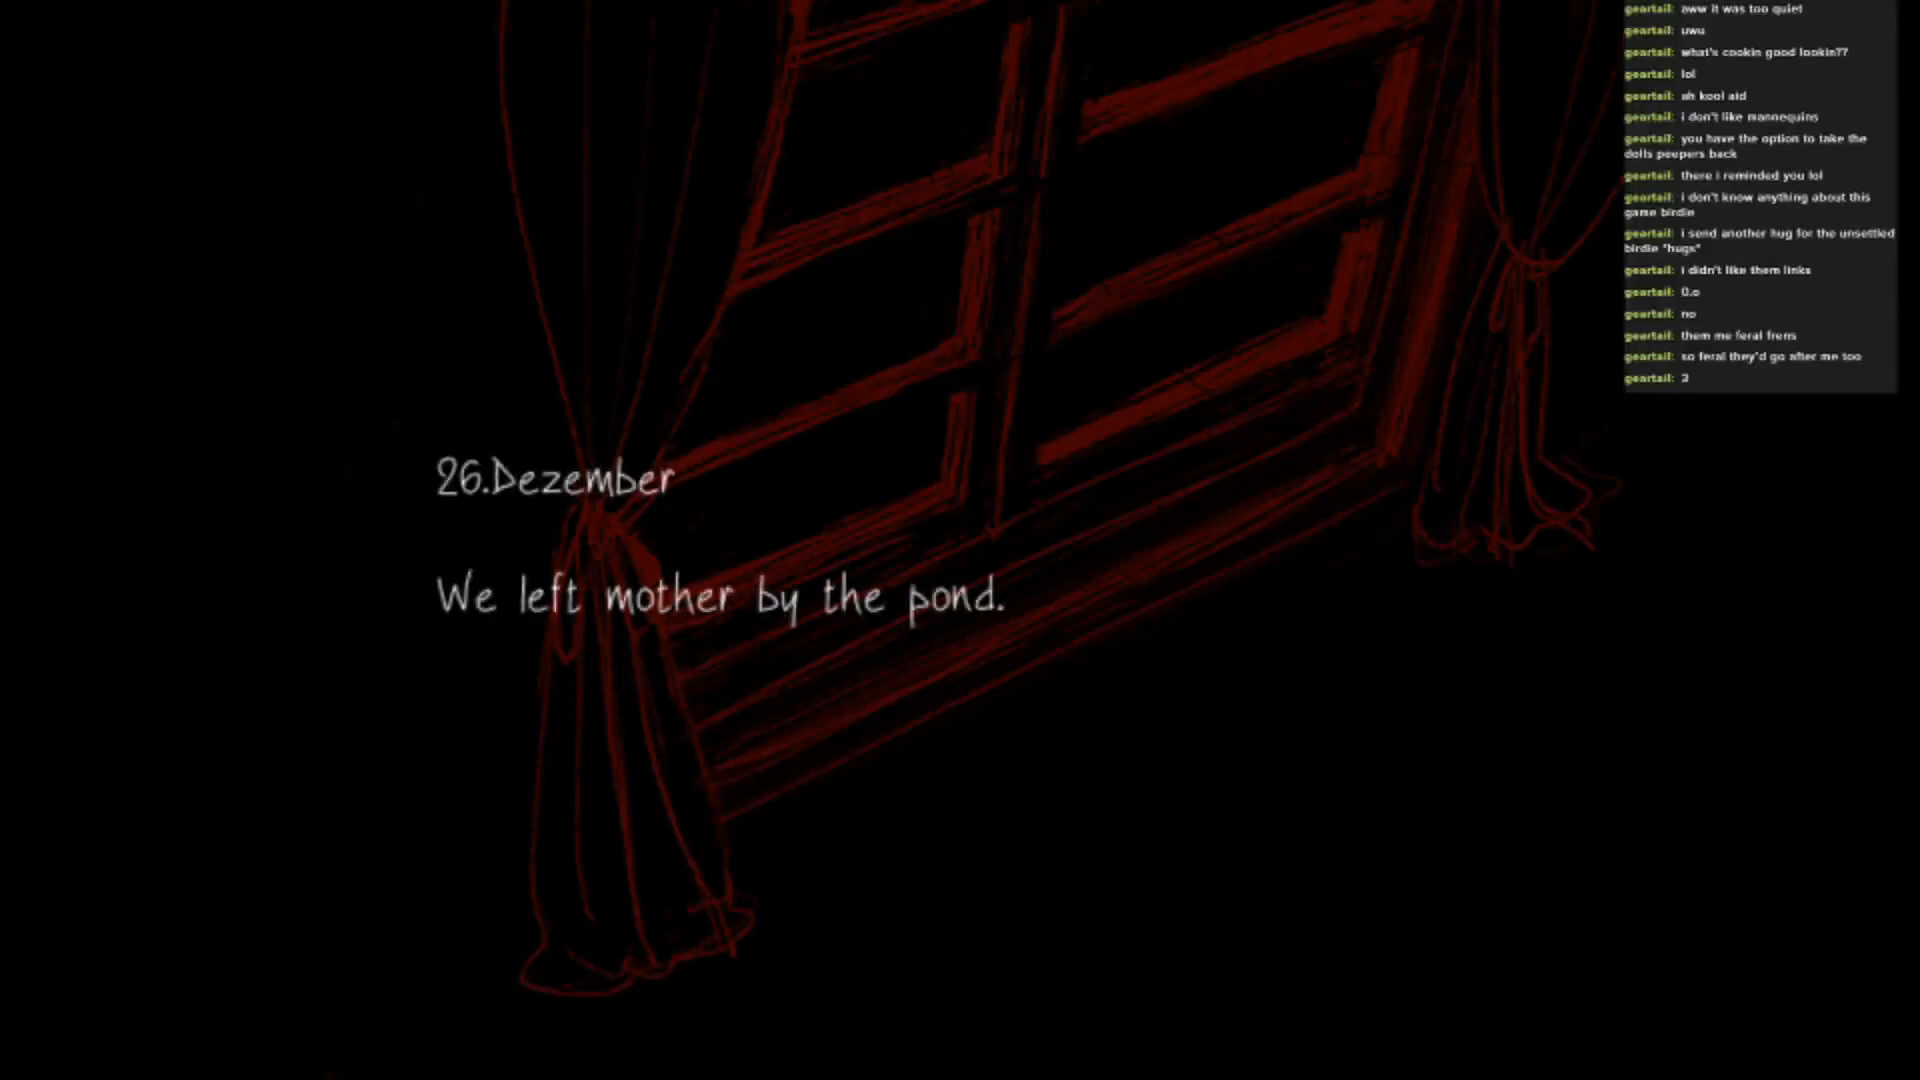 geartail: aww it was too quiet
geartail: uwu
geartail: what's cookin good lookin??
geartail: lol
geartail: ah kool aid
geartail: i don't like mannequins
geartail: you have the option to take the
dolls peepers back
geartail: there i reminded you lol
geartail: i don't know anything about this
game birdie
geartail: i send another hug for the unsettled
birdie *hugs*
geartail: i didn't like them links
geartail: O.o
geartail: no
geartail: them me feral frens
geartail: so feral they'd go after me too
geartail: 3
26.Dezember
We left mother by the pond.